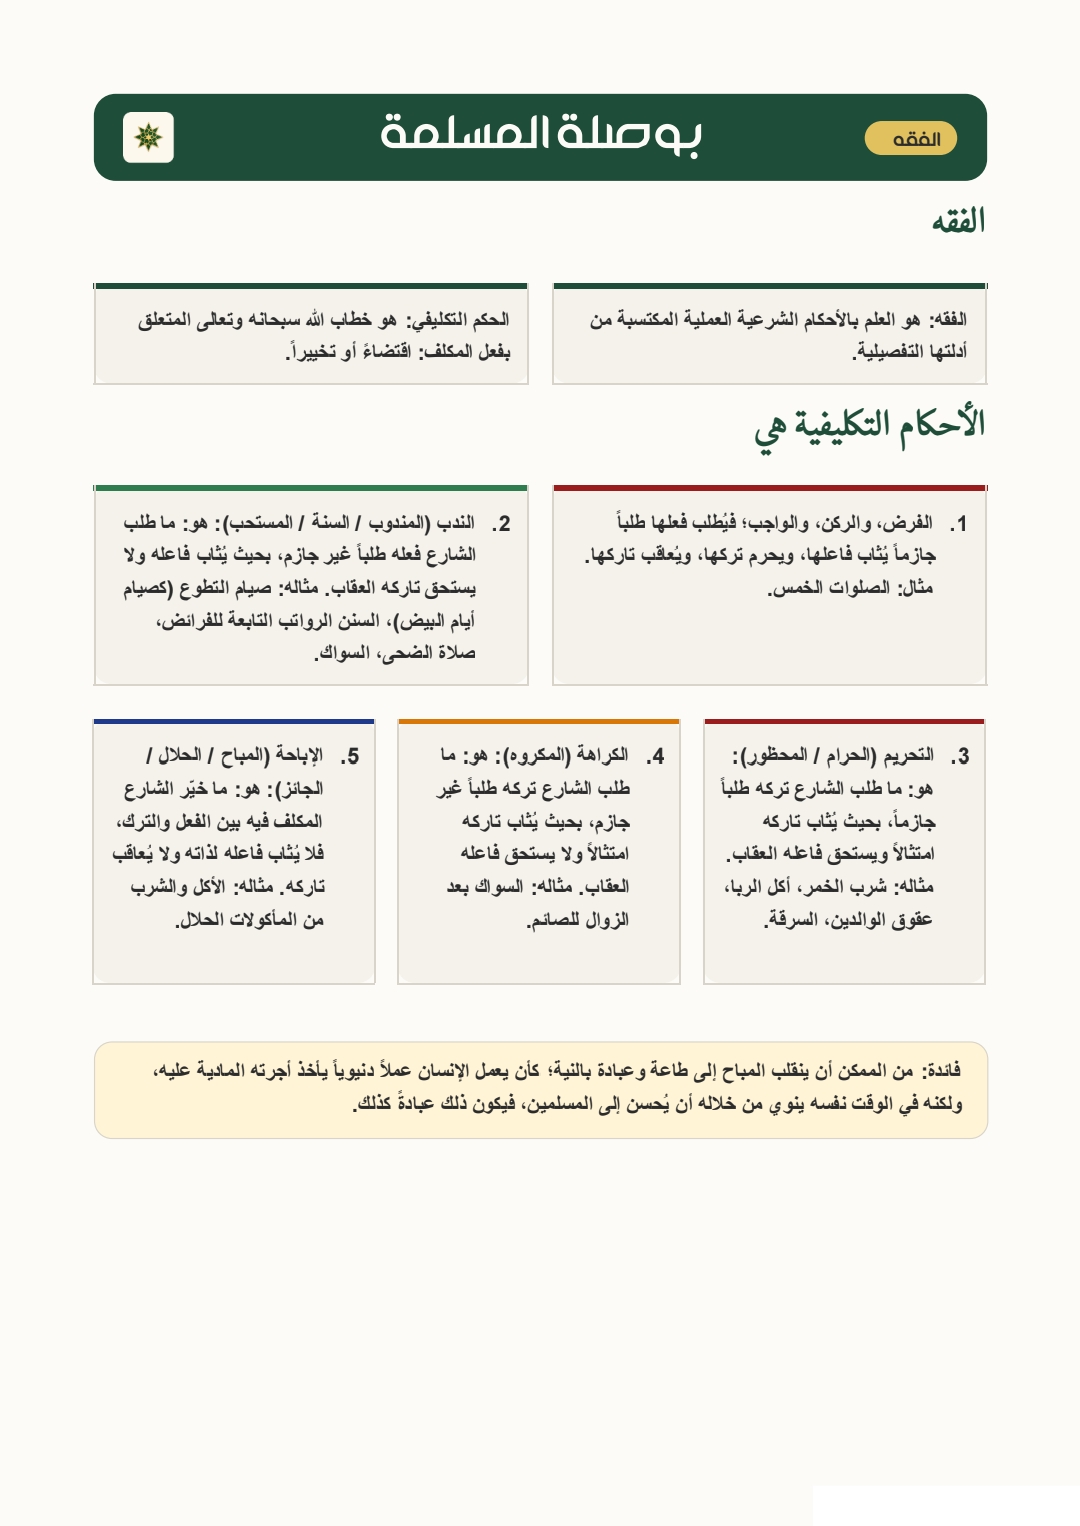 الفقه
بوصلة المسلمة
الفقه
الفقه: هو العلم بالأحكام الشرعية العملية المكتسبة من
أدلتها التفصيلية.
الحكم التكليفي: هو خطاب الله سبحانه وتعالى المتعلق
بفعل المكلف: اقتضاءً أو تخييراً.
الأحكام التكليفية هي
1. الفرض، والركن، والواجب؛ فيُطلب فعلها طلباً
جازماً يُثاب فاعلها، ويحرم تركها، ويُعاقب تاركها.
مثال: الصلوات الخمس.
2. الندب (المندوب / السنة / المستحب): هو: ما طلب
الشارع فعله طلباً غير جازم، بحيث يُثاب فاعله ولا
يستحق تاركه العقاب. مثاله: صيام التطوع (كصيام
أيام البيض)، السنن الرواتب التابعة للفرائض،
صلاة الضحى، السواك.
3. التحريم (الحرام / المحظور):
هو: ما طلب الشارع تركه طلباً
جازماً، بحيث يُثاب تاركه
امتثالاً ويستحق فاعله العقاب.
مثاله: شرب الخمر، أكل الربا،
عقوق الوالدين، السرقة.
4. الكراهة (المكروه): هو: ما
طلب الشارع تركه طلباً غير
جازم، بحيث يُثاب تاركه
امتثالاً ولا يستحق فاعله
العقاب. مثاله: السواك بعد
الزوال للصائم.
5. الإباحة (المباح / الحلال /
الجائز): هو: ما خيّر الشارع
المكلف فيه بين الفعل والترك،
فلا يُثاب فاعله لذاته ولا يُعاقب
تاركه. مثاله: الأكل والشرب
من المأكولات الحلال.
فائدة: من الممكن أن ينقلب المباح إلى طاعة وعبادة بالنية؛ كأن يعمل الإنسان عملاً دنيوياً يأخذ أجرته المادية عليه،
ولكنه في الوقت نفسه ينوي من خلاله أن يُحسن إلى المسلمين، فيكون ذلك عبادةً كذلك.